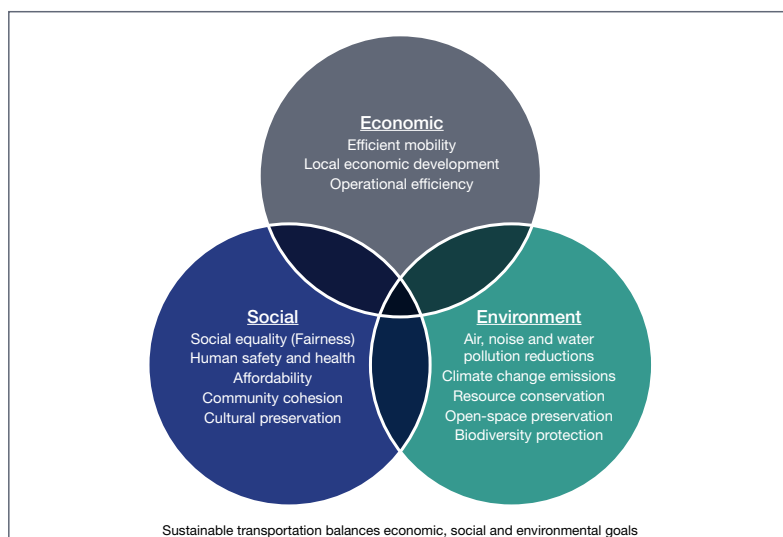 Economic
Efficient mobility
Local economic development
Operational efficiency
Social
Social equality (Fairness)
Human safety and health
Affordability
Community cohesion
Cultural preservation
Environment
Air, noise and water
pollution reductions
Climate change emissions
Resource conservation
Open-space preservation
Biodiversity protection
Sustainable transportation balances economic, social and environmental goals